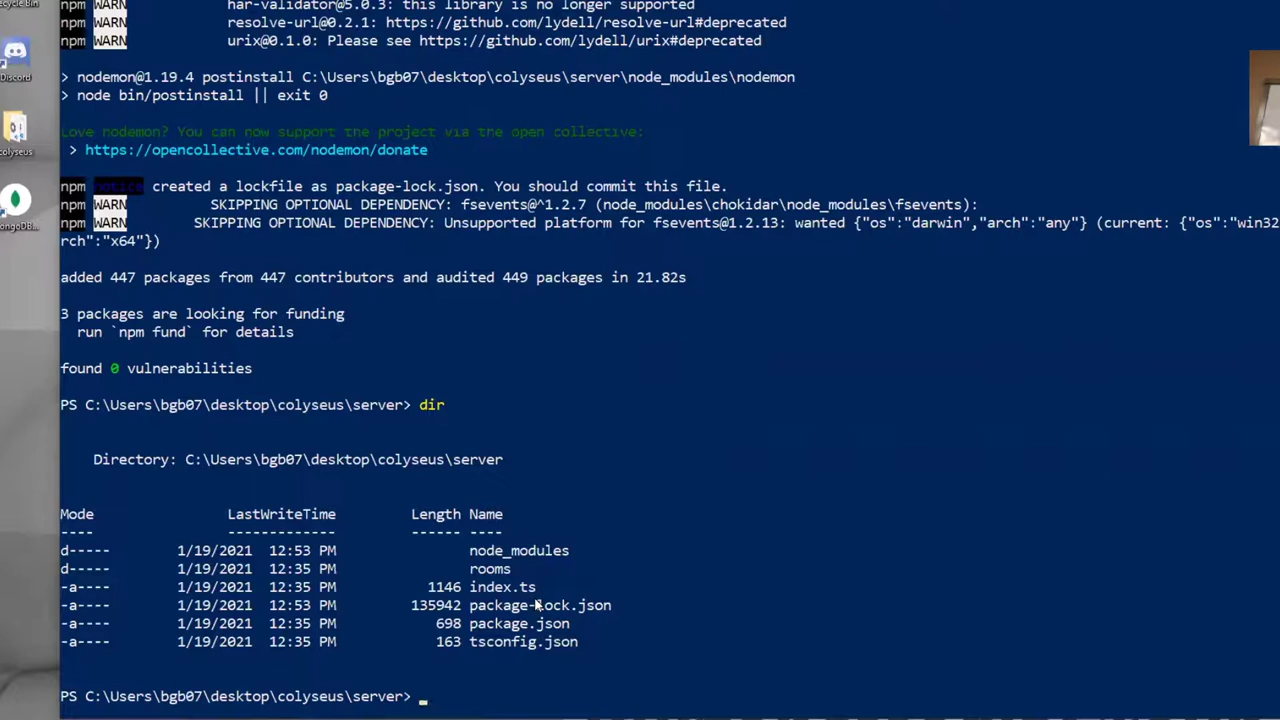 ecycle Bin
Discord
colyseus
ongoDB...
npm WARN har-validator@5.0.3: this library is no longer supported
npm WARN resolve-url@0.2.1: https://github.com/lydell/resolve-url#deprecated
npm WARN urix@0.1.0: Please see https://github.com/lydell/urix#deprecated
> nodemon@1.19.4 postinstall C:\Users\bgb07\desktop\colyseus\server\node_modules\nodemon
> node bin/postinstall || exit 0
Love nodemon? You can now support the project via the open collective:
> https://opencollective.com/nodemon/donate
npm notice created a lockfile as package-lock.json. You should commit this file.
npm WARN SKIPPING OPTIONAL DEPENDENCY: fsevents@^1.2.7 (node_modules\chokidar\node_modules\fsevents):
npm WARN SKIPPING OPTIONAL DEPENDENCY: Unsupported platform for fsevents@1.2.13: wanted {"os":"darwin","arch":"any"} (current: {"os":"win32
rch":"x64"})
added 447 packages from 447 contributors and audited 449 packages in 21.82s
3 packages are looking for funding
run `npm fund` for details
found 0 vulnerabilities
PS C:\Users\bgb07\desktop\colyseus\server> dir
Directory: C:\Users\bgb07\desktop\colyseus\server
Mode LastWriteTime Length Name
---- ------------- ------ ----
d----- 1/19/2021 12:53 PM node_modules
d----- 1/19/2021 12:35 PM rooms
-a---- 1/19/2021 12:35 PM 1146 index.ts
-a---- 1/19/2021 12:53 PM 135942 package-lock.json
-a---- 1/19/2021 12:35 PM 698 package.json
-a---- 1/19/2021 12:35 PM 163 tsconfig.json
PS C:\Users\bgb07\desktop\colyseus\server> _